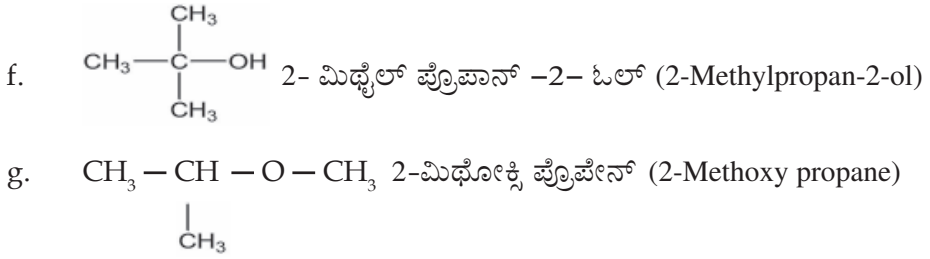 CH₃
f. CH₃—C—OH 2- ಮಿಥೈಲ್ ಪ್ರೊಪಾನ್ –2– ಓಲ್ (2-Methylpropan-2-ol)
CH₃
g. CH₃ – CH – O – CH₃ 2-ಮಿಥೋಕ್ಸಿ ಪ್ರೊಪೇನ್ (2-Methoxy propane)
|
CH₃